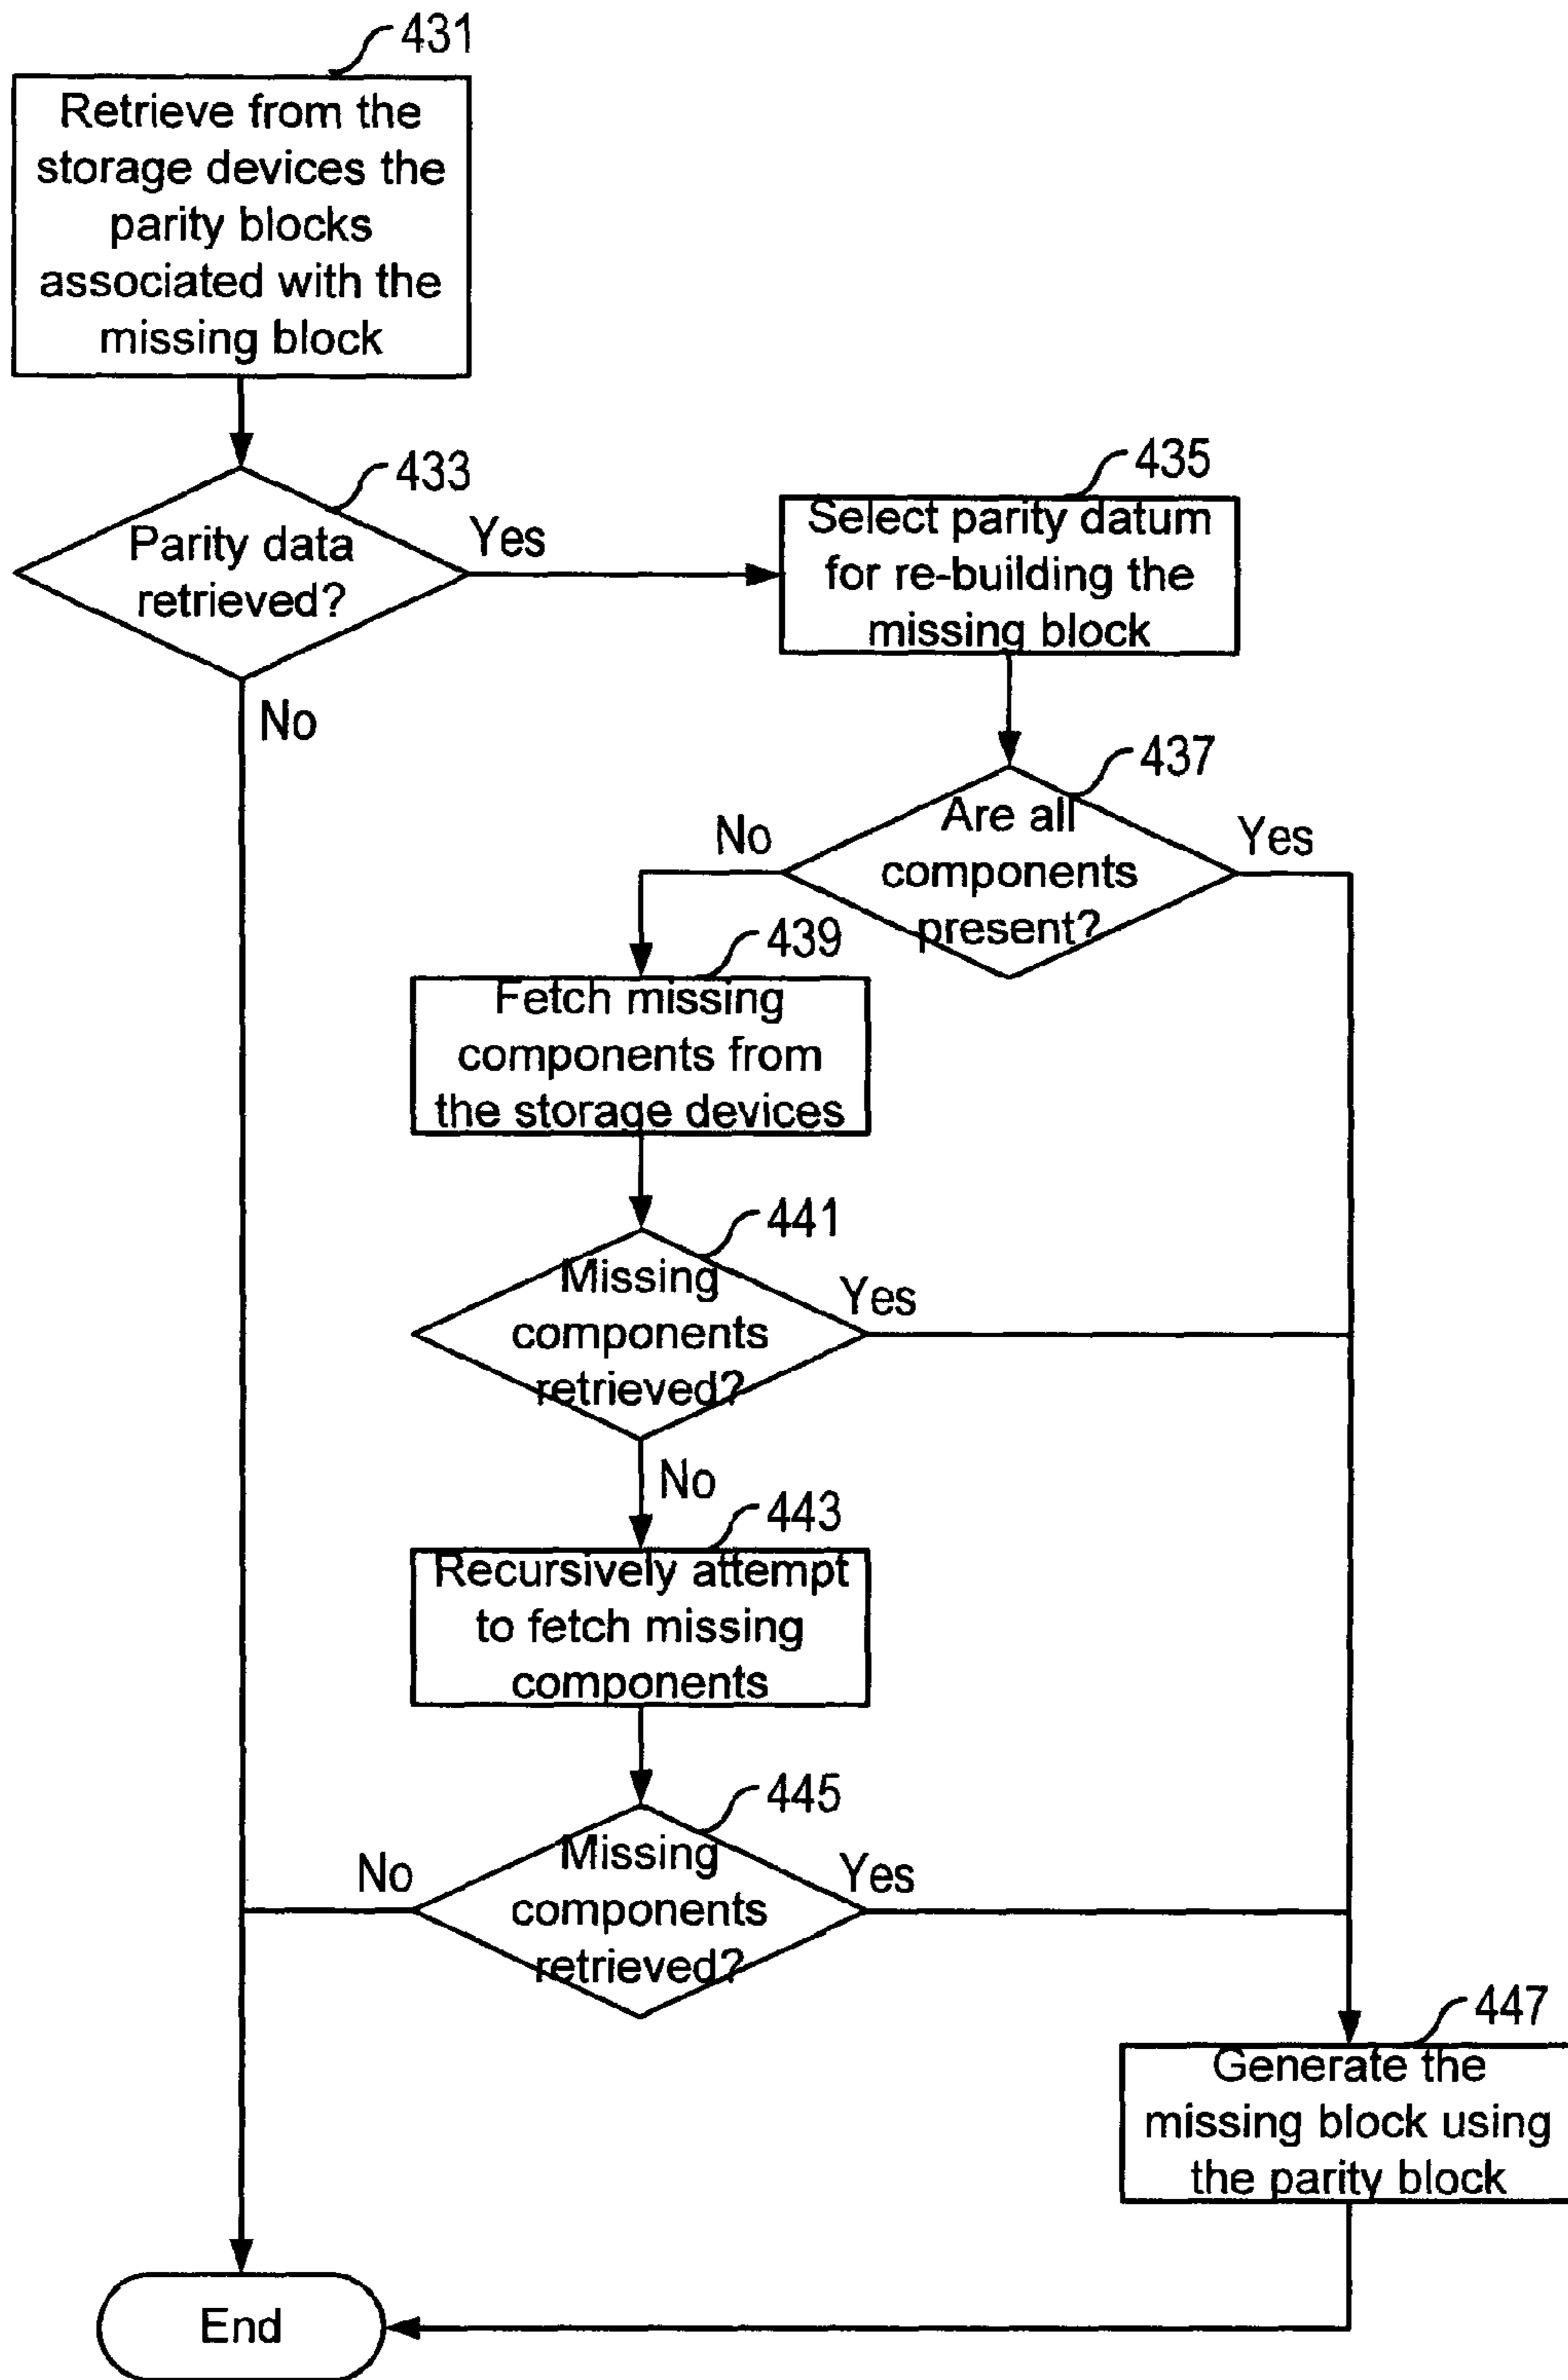 431
Retrieve from the
storage devices the
parity blocks
associated with the
missing block
433
Parity data
retrieved?
Yes
No
435
Select parity datum
for re-building the
missing block
437
Are all
components
present?
No
Yes
439
Fetch missing
components from
the storage devices
441
Missing
components
retrieved?
Yes
No
443
Recursively attempt
to fetch missing
components
445
Missing
components
retrieved?
No
Yes
447
Generate the
missing block using
the parity block
End